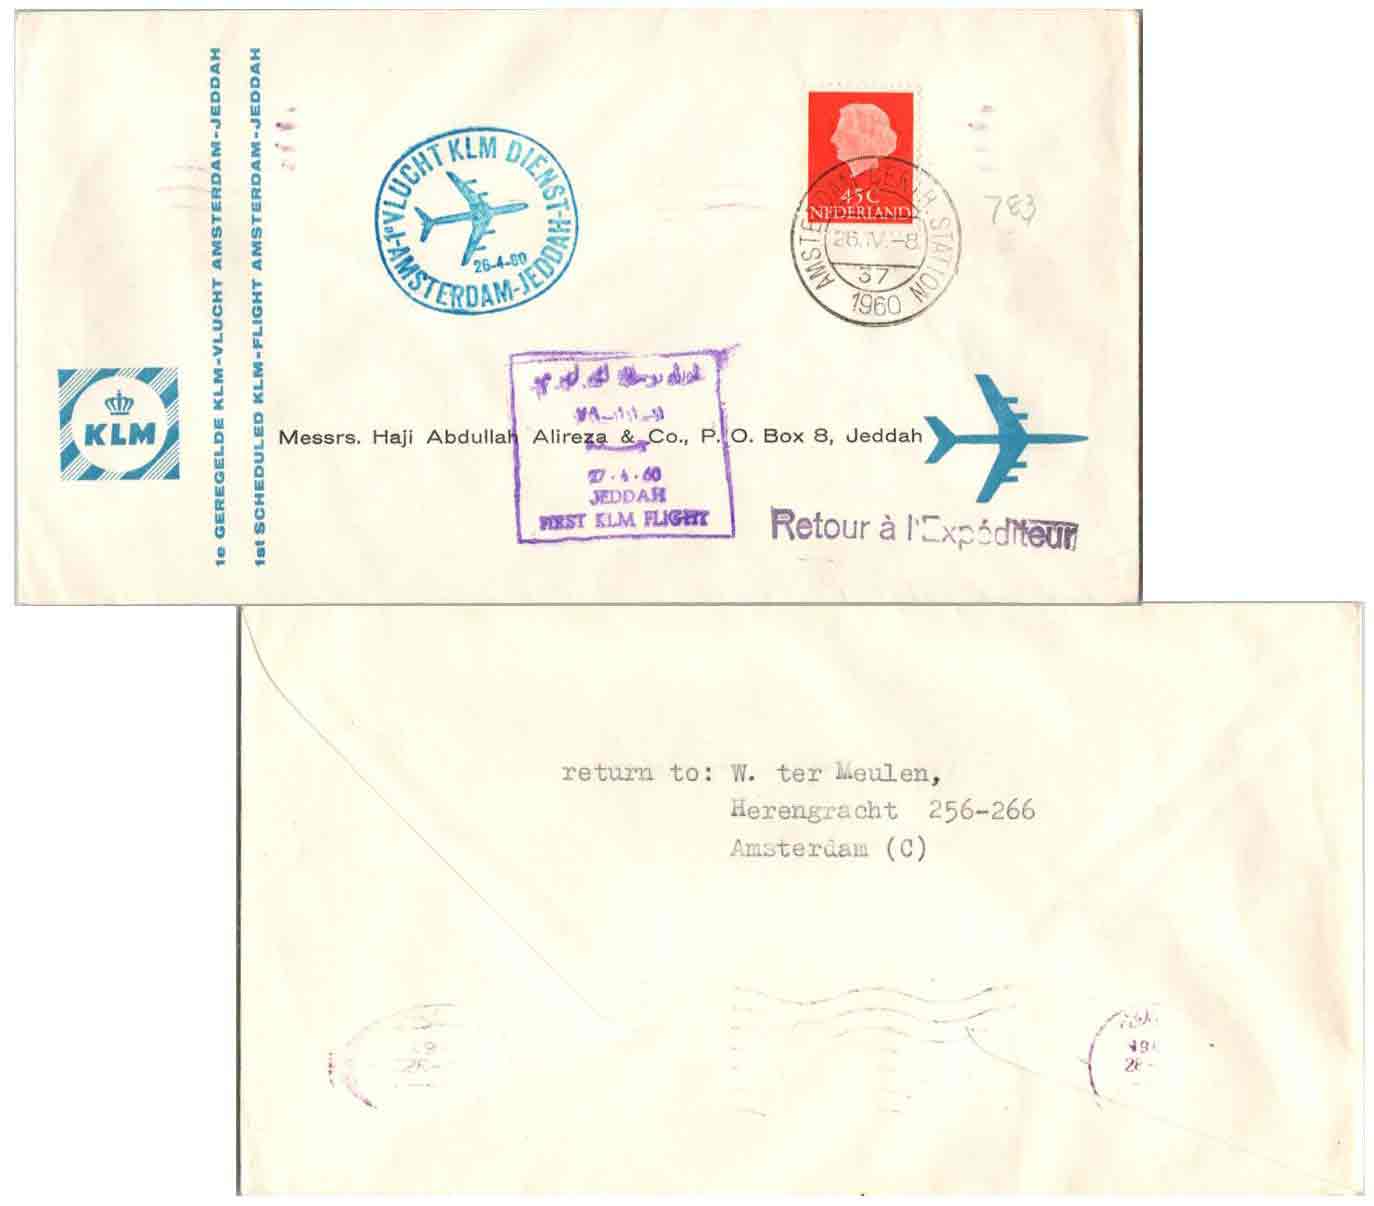 1e GEREGELDE KLM-VLUCHT AMSTERDAM-JEDDAH
1st SCHEDULED KLM-FLIGHT AMSTERDAM-JEDDAH
KLM
1e VLUCHT KLM DIENST
AMSTERDAM-JEDDAH
26-4-60
45C
NEDERLAND
AMSTERDAM-CENTR. STATION
26.IV.-8
37
1960
783
Messrs. Haji Abdullah Alireza & Co., P. O. Box 8, Jeddah
27.4.60
JEDDAH
FIRST KLM FLIGHT
Retour à l'Expéditeur
return to: W. ter Meulen,
Herengracht 256-266
Amsterdam (C)